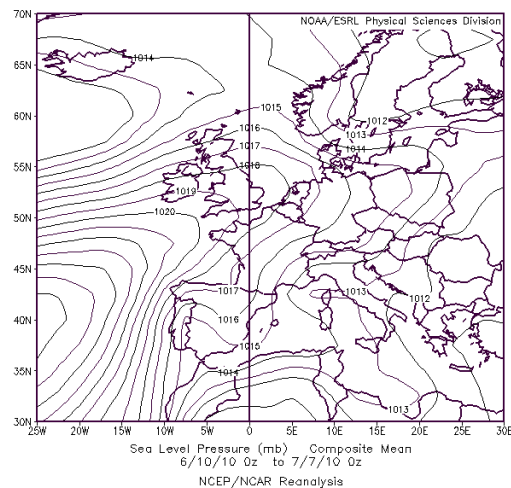 NOAA/ESRL Physical Sciences Division
70N
65N
60N
55N
50N
45N
40N
35N
30N
1014
1015
1012
1016
1013
1017
1014
1018
1019
1020
1017
1013
1012
1016
1015
1014
1013
25W 20W 15W 10W 5W 0 5E 10E 15E 20E 25E 30E
Sea Level Pressure (mb) Composite Mean
6/10/10 0z to 7/7/10 0z
NCEP/NCAR Reanalysis